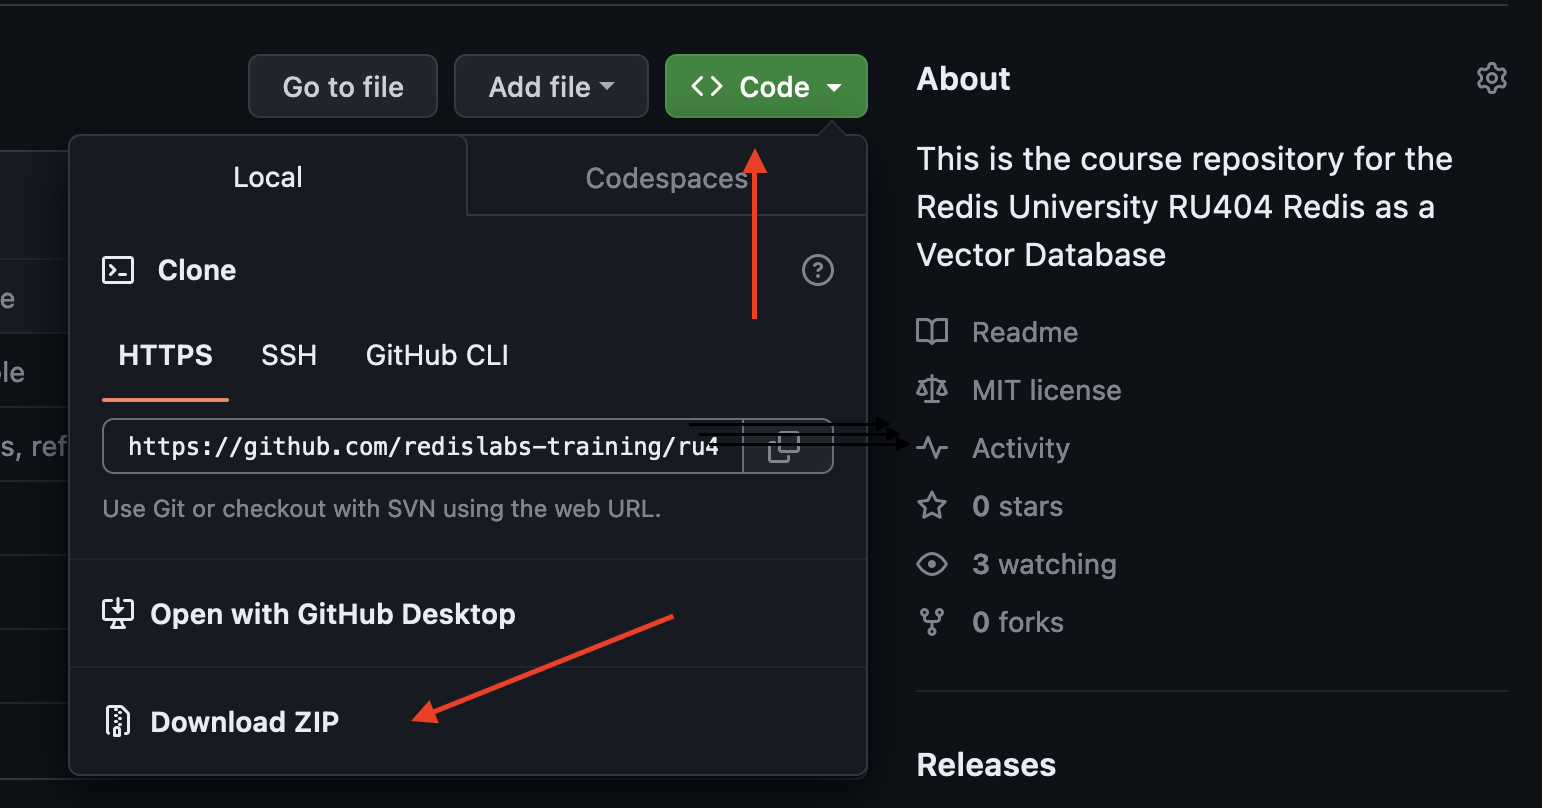 Go to file
Add file
Code
Local
Codespaces
Clone
HTTPS
SSH
GitHub CLI
https://github.com/redislabs-training/ru4
Use Git or checkout with SVN using the web URL.
Open with GitHub Desktop
Download ZIP
e
le
s, ref
About
This is the course repository for the
Redis University RU404 Redis as a
Vector Database
Readme
MIT license
Activity
0 stars
3 watching
0 forks
Releases